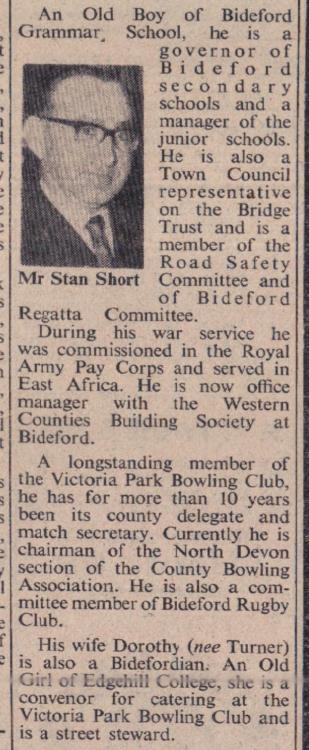 An Old Boy of Bideford
Grammar School, he is a
governor of
Bideford
secondary
schools and a
manager of the
junior schools.
He is also a
Town Council
representative
on the Bridge
Trust and is a
member of the
Road Safety
Mr Stan Short
Committee and
of Bideford
Regatta Committee.
During his war service he
was commissioned in the Royal
Army Pay Corps and served in
East Africa. He is now office
manager with the Western
Counties Building Society at
Bideford.
A longstanding member of
the Victoria Park Bowling Club,
he has for more than 10 years
been its county delegate and
match secretary. Currently he is
chairman of the North Devon
section of the County Bowling
Association. He is also a com-
mittee member of Bideford Rugby
Club.
His wife Dorothy (nee Turner)
is also a Bidefordian. An Old
Girl of Edgehill College, she is a
convenor for catering at the
Victoria Park Bowling Club and
is a street steward.